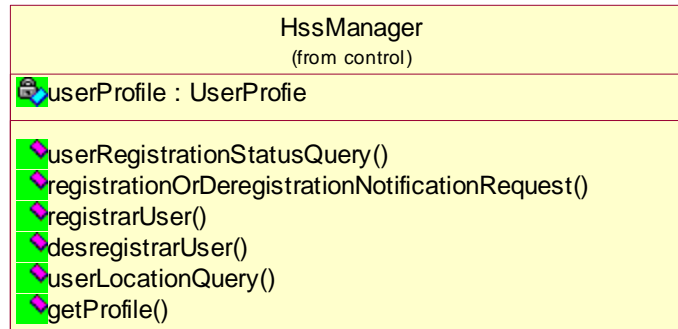 HssManager
(from control)
userProfile : UserProfie
userRegistrationStatusQuery()
registrationOrDeregistrationNotificationRequest()
registrarUser()
desregistrarUser()
userLocationQuery()
getProfile()